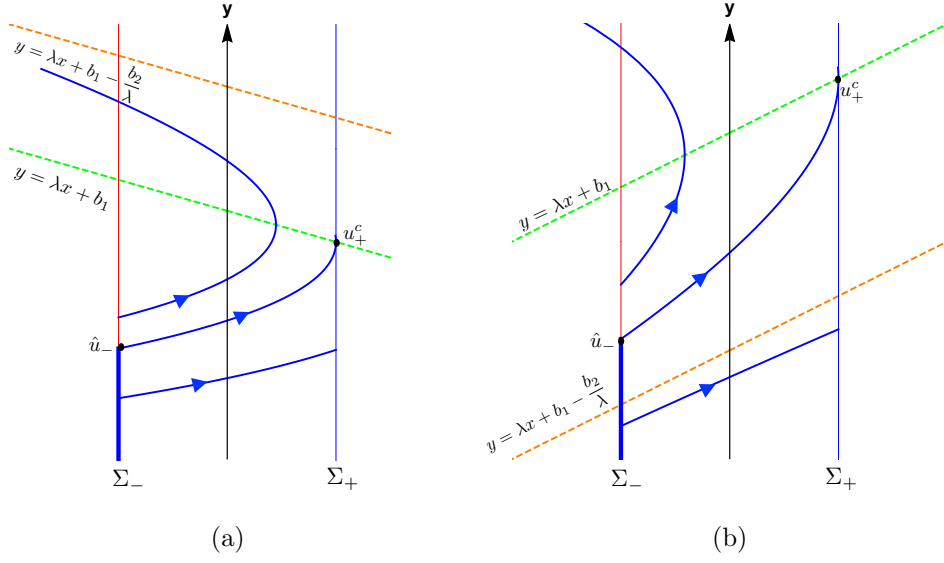 y
y = λx + b₁ − b₂/λ
y = λx + b₁
u₊ᶜ
û₋
Σ₋
Σ₊
(a)
y
u₊ᶜ
y = λx + b₁
û₋
y = λx + b₁ − b₂/λ
Σ₋
Σ₊
(b)